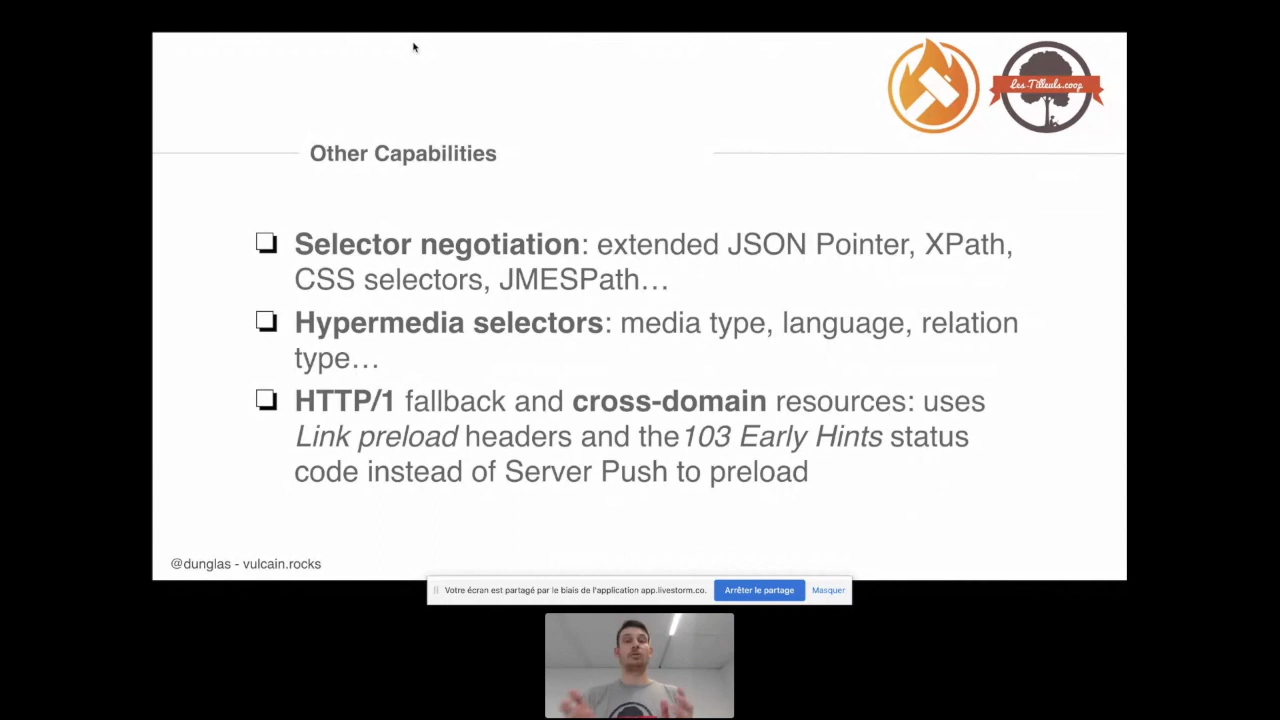 Les-Tilleuls.coop
Other Capabilities
Selector negotiation: extended JSON Pointer, XPath,
CSS selectors, JMESPath…
Hypermedia selectors: media type, language, relation
type…
HTTP/1 fallback and cross-domain resources: uses
Link preload headers and the 103 Early Hints status
code instead of Server Push to preload
@dunglas - vulcain.rocks
Votre écran est partagé par le biais de l'application app.livestorm.co.
Arrêter le partage
Masquer